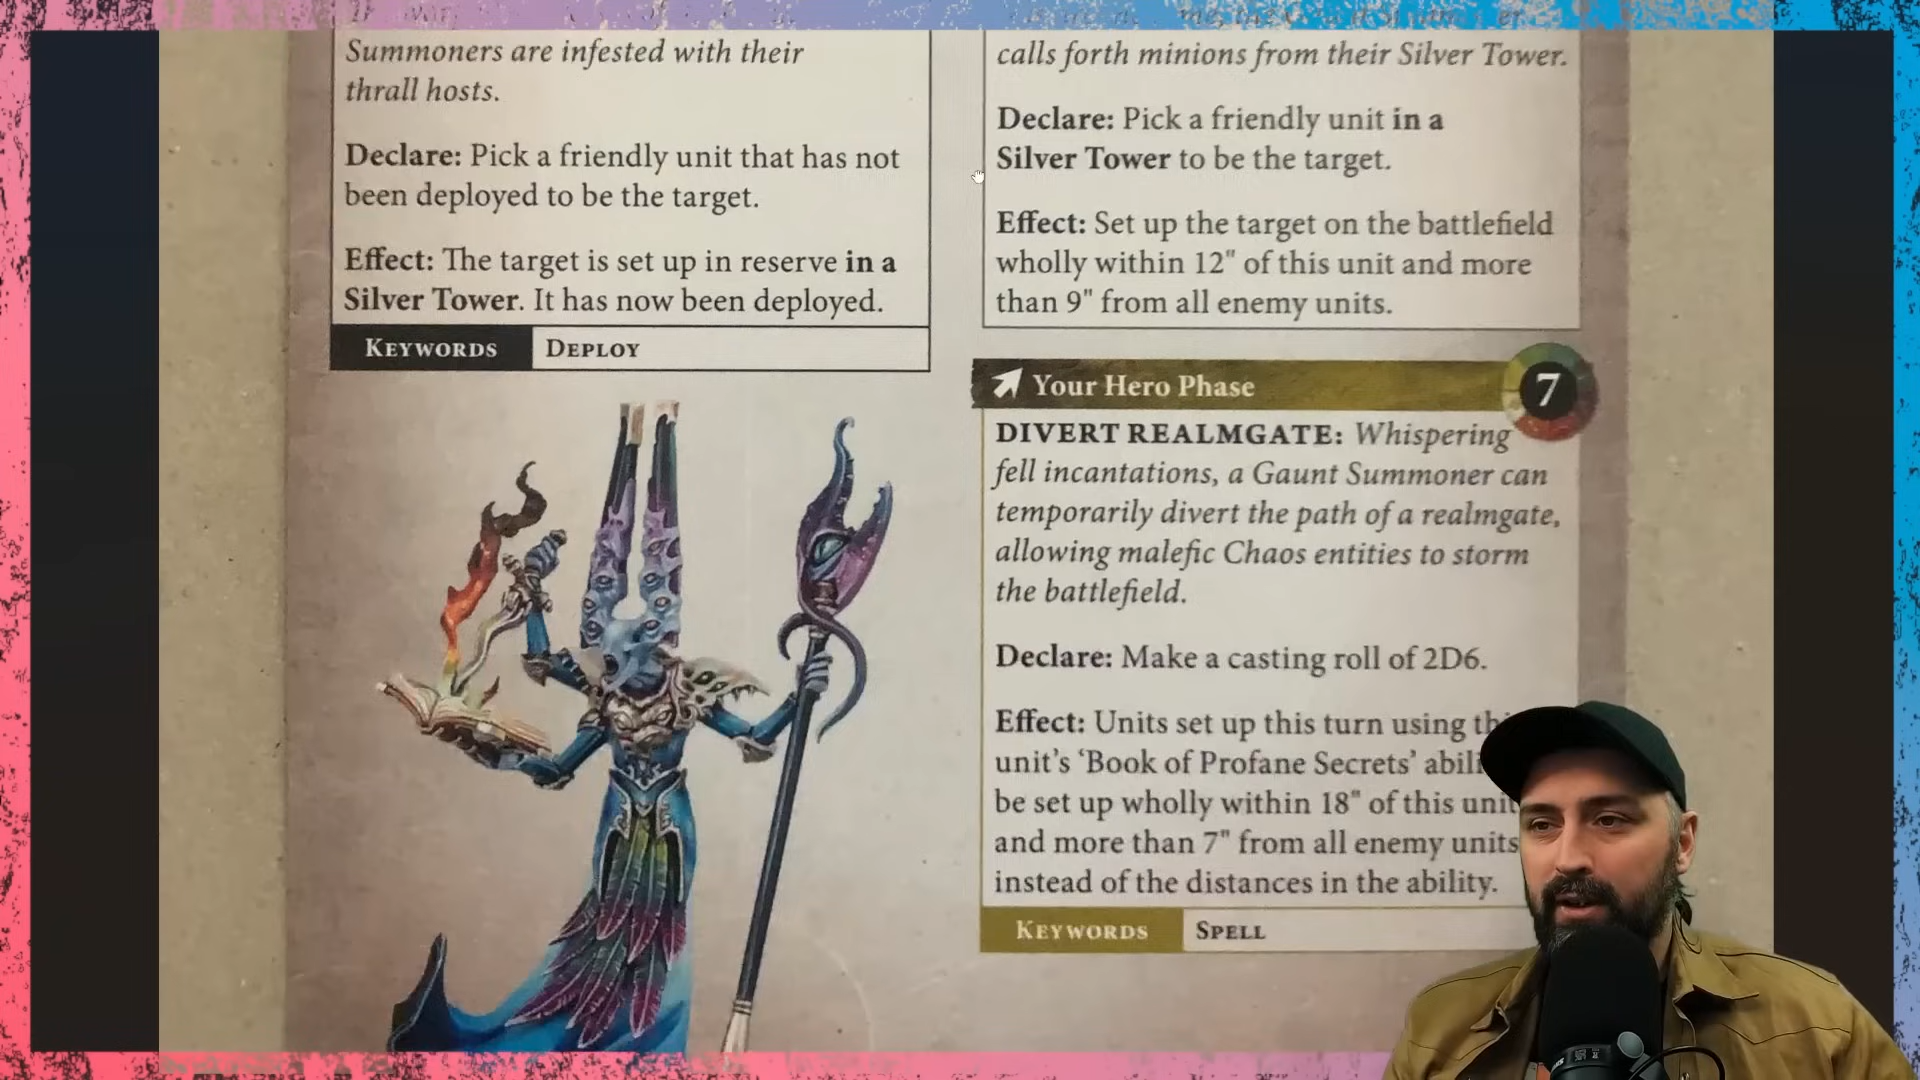 Summoners are infested with their
thrall hosts.
Declare: Pick a friendly unit that has not
been deployed to be the target.
Effect: The target is set up in reserve in a
Silver Tower. It has now been deployed.
KEYWORDS DEPLOY
calls forth minions from their Silver Tower.
Declare: Pick a friendly unit in a
Silver Tower to be the target.
Effect: Set up the target on the battlefield
wholly within 12" of this unit and more
than 9" from all enemy units.
Your Hero Phase 7
DIVERT REALMGATE: Whispering
fell incantations, a Gaunt Summoner can
temporarily divert the path of a realmgate,
allowing malefic Chaos entities to storm
the battlefield.
Declare: Make a casting roll of 2D6.
Effect: Units set up this turn using
unit's 'Book of Profane Secrets'
be set up wholly within 18" of this
and more than 7" from all enemy units
instead of the distances in the ability.
KEYWORDS SPELL